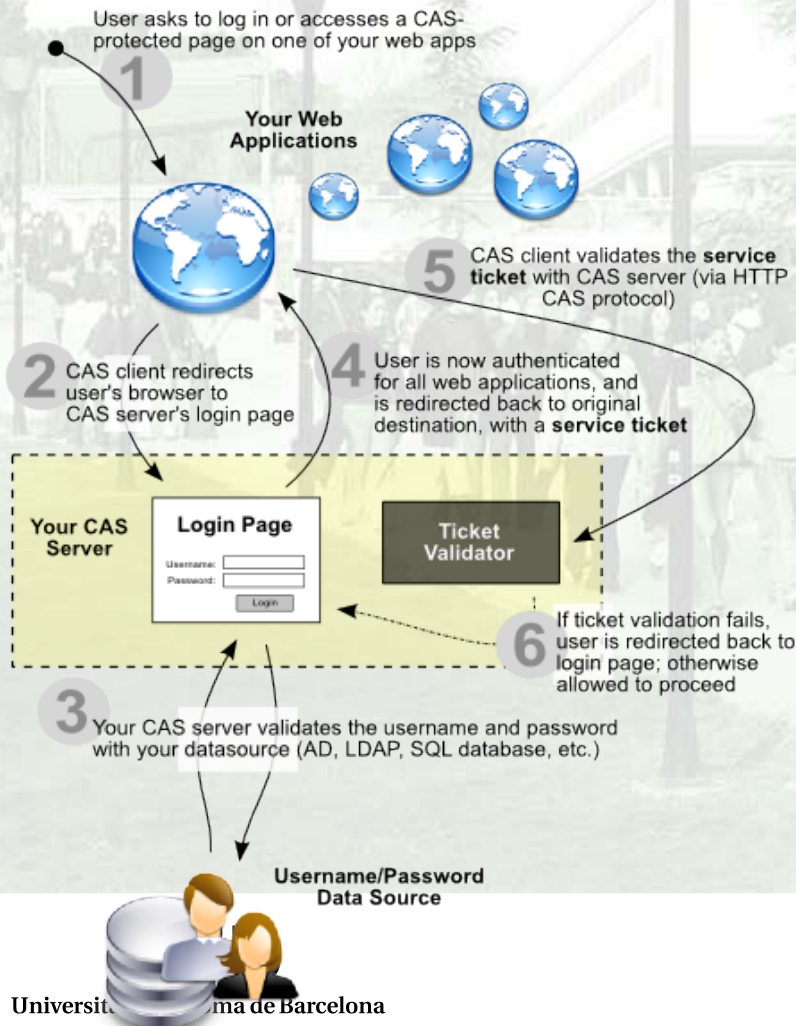 User asks to log in or accesses a CAS-
protected page on one of your web apps
1
Your Web
Applications
5
CAS client validates the service
ticket with CAS server (via HTTP
CAS protocol)
2
CAS client redirects
user's browser to
CAS server's login page
4
User is now authenticated
for all web applications, and
is redirected back to original
destination, with a service ticket
Your CAS
Server
Login Page
Username:
Password:
Login
Ticket
Validator
6
If ticket validation fails,
user is redirected back to
login page; otherwise
allowed to proceed
3
Your CAS server validates the username and password
with your datasource (AD, LDAP, SQL database, etc.)
Username/Password
Data Source
de Barcelona